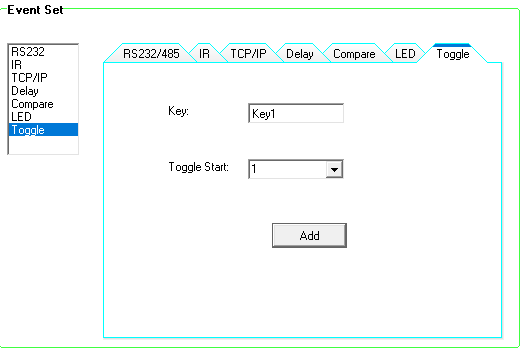 Event Set
RS232
IR
TCP/IP
Delay
Compare
LED
Toggle
RS232/485 IR TCP/IP Delay Compare LED Toggle
Key: Key1
Toggle Start: 1
Add